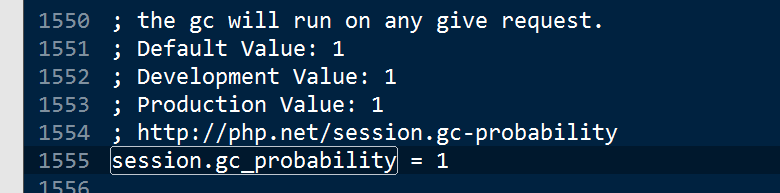 1550 ; the gc will run on any give request.
1551 ; Default Value: 1
1552 ; Development Value: 1
1553 ; Production Value: 1
1554 ; http://php.net/session.gc-probability
1555 session.gc_probability = 1
1556